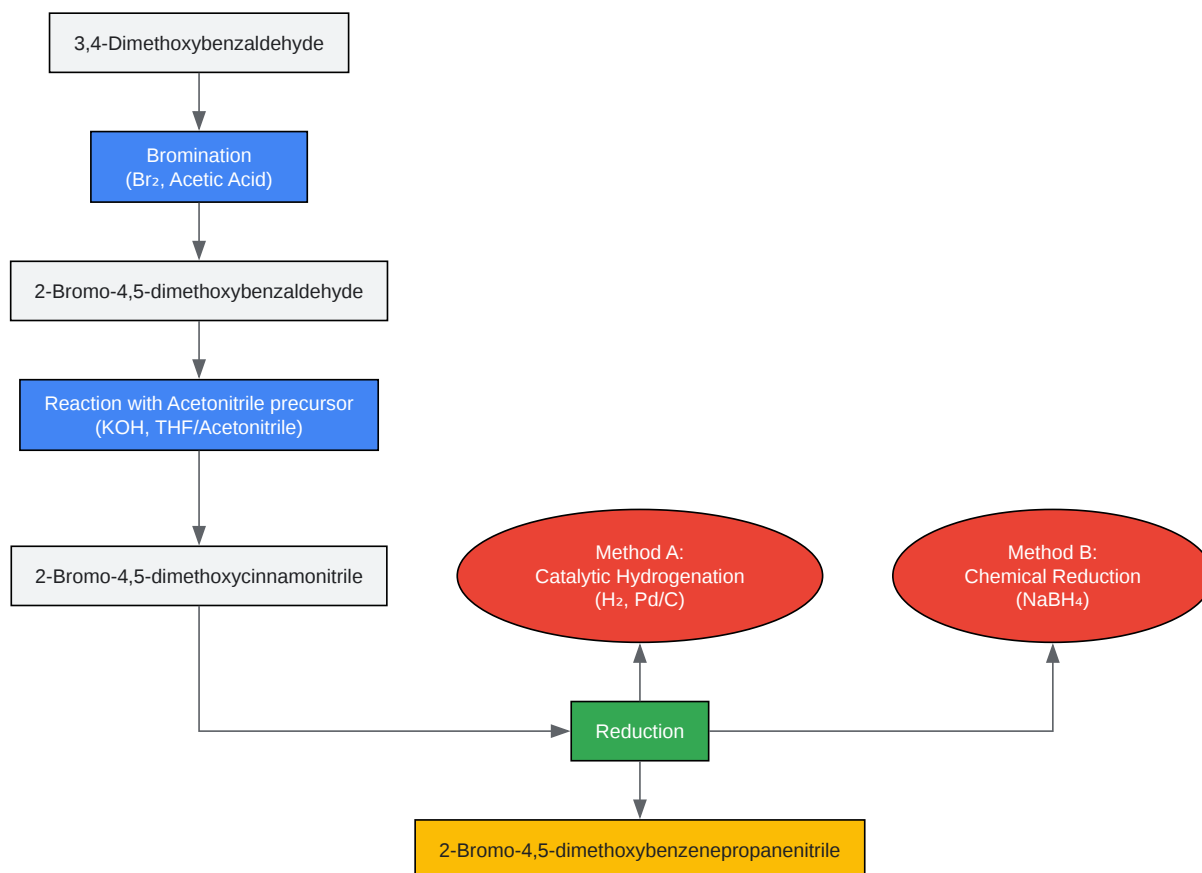 3,4-Dimethoxybenzaldehyde
Bromination
(Br₂, Acetic Acid)
2-Bromo-4,5-dimethoxybenzaldehyde
Reaction with Acetonitrile precursor
(KOH, THF/Acetonitrile)
2-Bromo-4,5-dimethoxycinnamonitrile
Method A:
Catalytic Hydrogenation
(H₂, Pd/C)
Method B:
Chemical Reduction
(NaBH₄)
Reduction
2-Bromo-4,5-dimethoxybenzenepropanenitrile